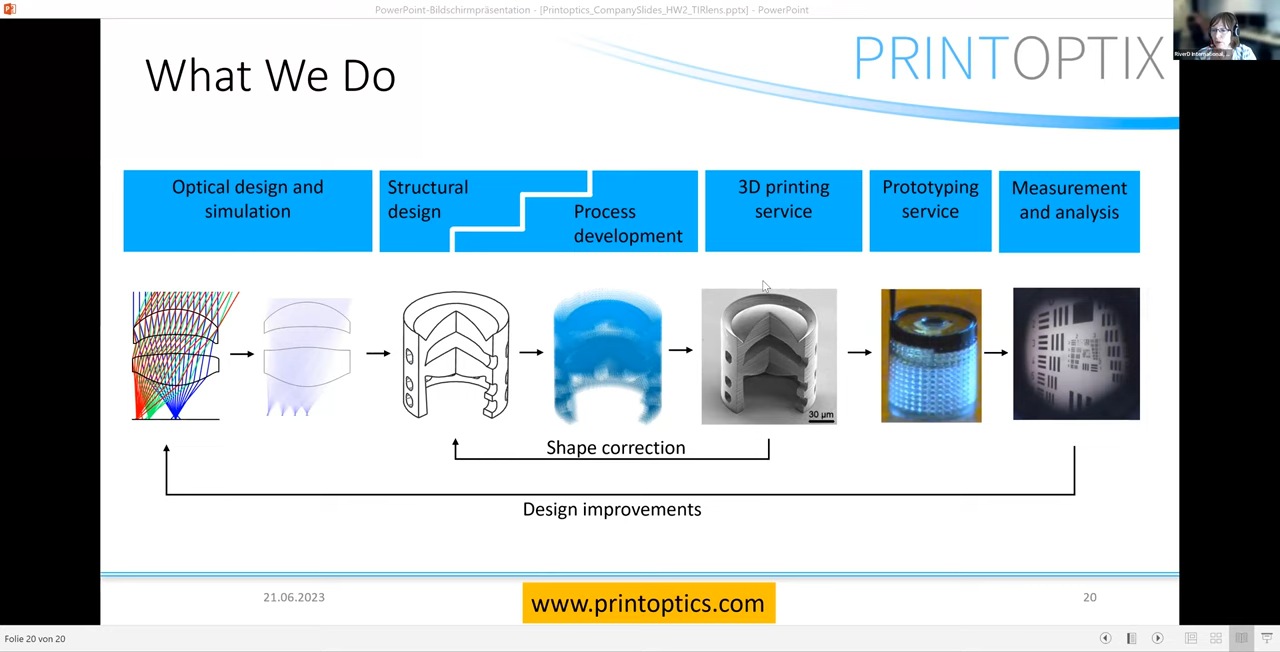 PowerPoint-Bildschirmpräsentation - [Printoptics_CompanySlides_HW2_TIRlens.pptx] - PowerPoint
RiverD International, ...
What We Do
PRINTOPTIX
Optical design and
simulation
Structural
design
Process
development
3D printing
service
Prototyping
service
Measurement
and analysis
30 µm
Shape correction
Design improvements
21.06.2023
www.printoptics.com
20
Folie 20 von 20